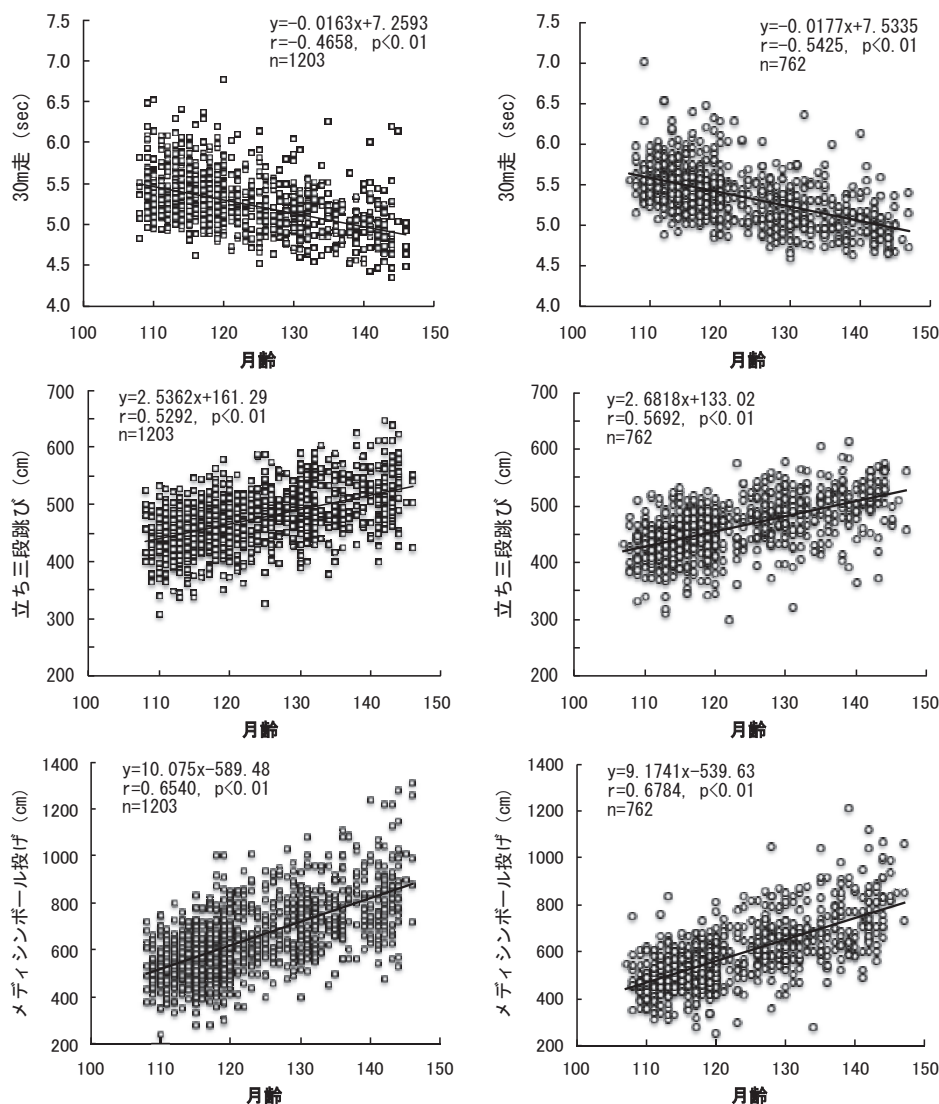 y=-0.0163x+7.2593
r=-0.4658, p<0.01
n=1203
30m走 (sec)
7.5
7.0
6.5
6.0
5.5
5.0
4.5
4.0
100 110 120 130 140 150
月齢
y=-0.0177x+7.5335
r=-0.5425, p<0.01
n=762
30m走 (sec)
7.5
7.0
6.5
6.0
5.5
5.0
4.5
4.0
100 110 120 130 140 150
月齢
y=2.5362x+161.29
r=0.5292, p<0.01
n=1203
立ち三段跳び (cm)
700
600
500
400
300
200
100 110 120 130 140 150
月齢
y=2.6818x+133.02
r=0.5692, p<0.01
n=762
立ち三段跳び (cm)
700
600
500
400
300
200
100 110 120 130 140 150
月齢
y=10.075x-589.48
r=0.6540, p<0.01
n=1203
メディシンボール投げ (cm)
1400
1200
1000
800
600
400
200
100 110 120 130 140 150
月齢
y=9.1741x-539.63
r=0.6784, p<0.01
n=762
メディシンボール投げ (cm)
1400
1200
1000
800
600
400
200
100 110 120 130 140 150
月齢